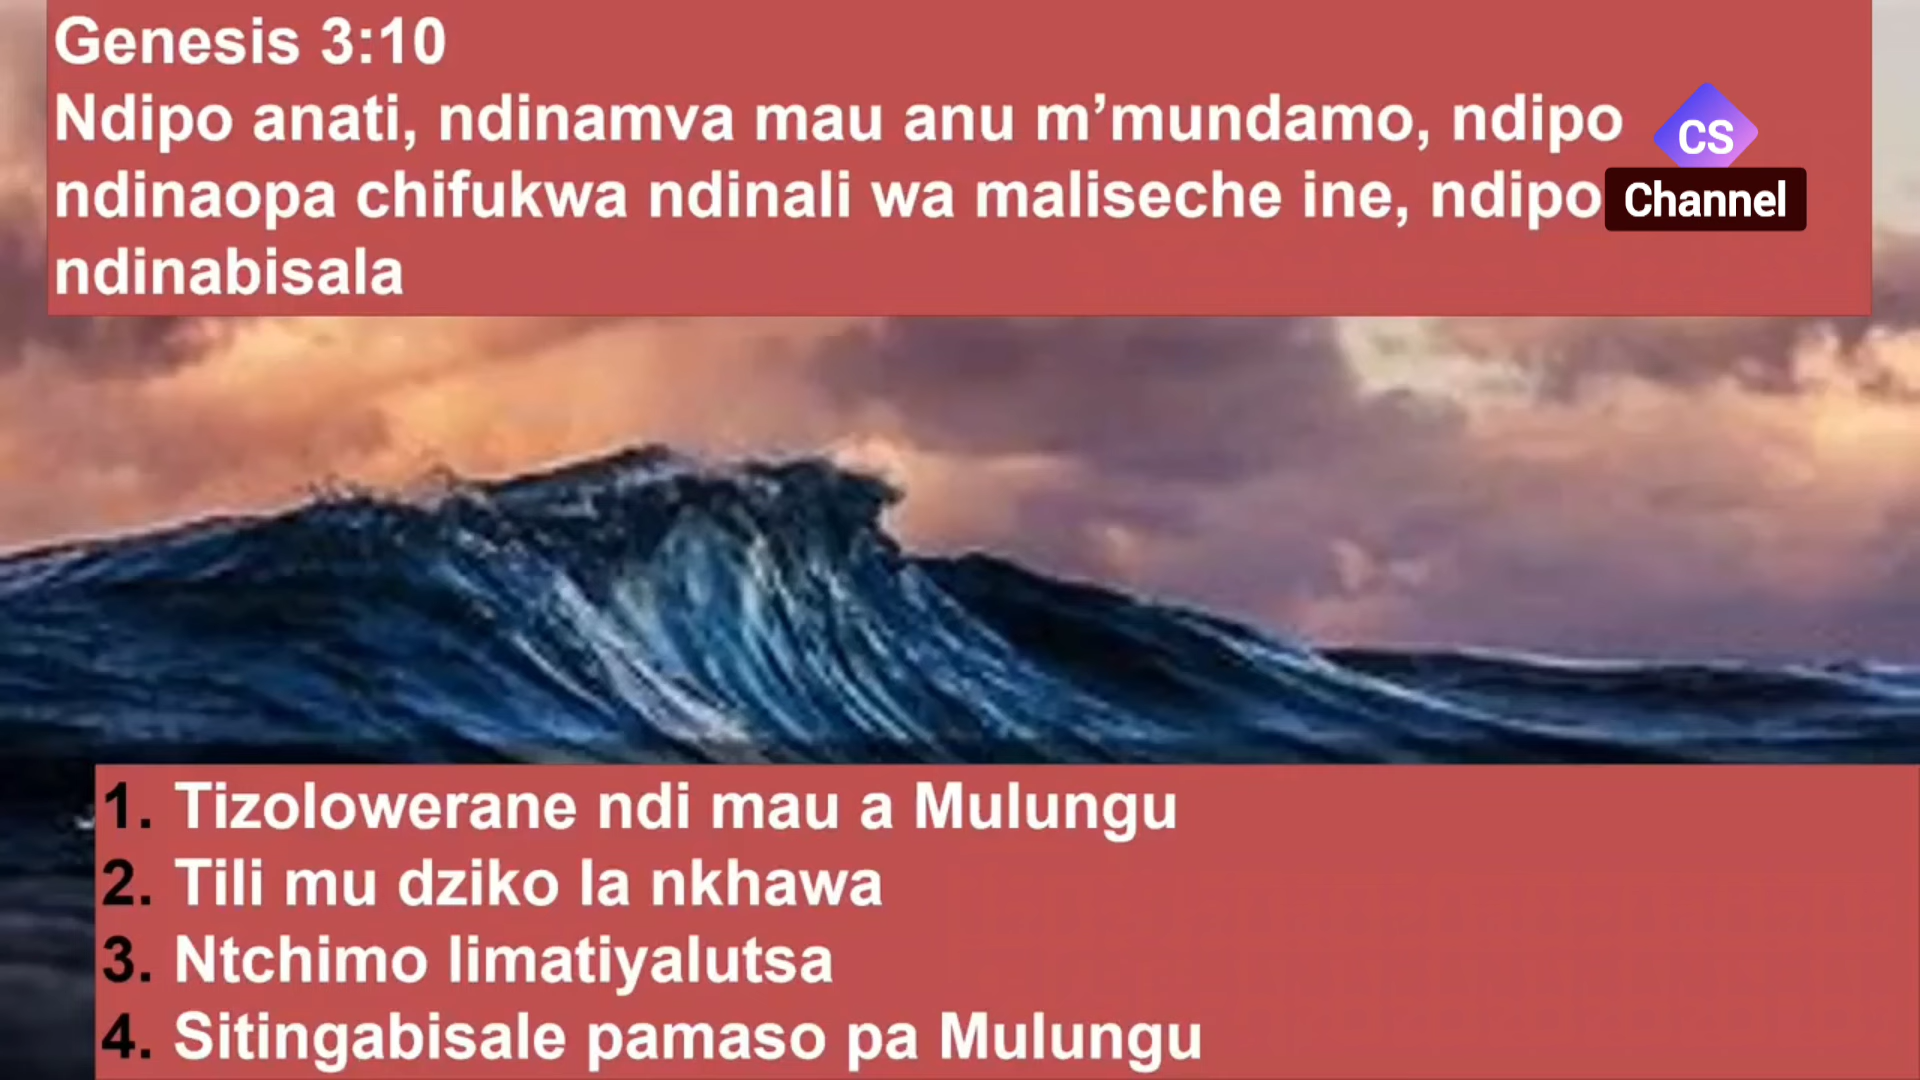 Genesis 3:10
Ndipo anati, ndinamva mau anu m’mundamo, ndipo
ndinaopa chifukwa ndinali wa maliseche ine, ndipo
ndinabisala
CS
Channel
1. Tizolowerane ndi mau a Mulungu
2. Tili mu dziko la nkhawa
3. Ntchimo limatiyalutsa
4. Sitingabisale pamaso pa Mulungu